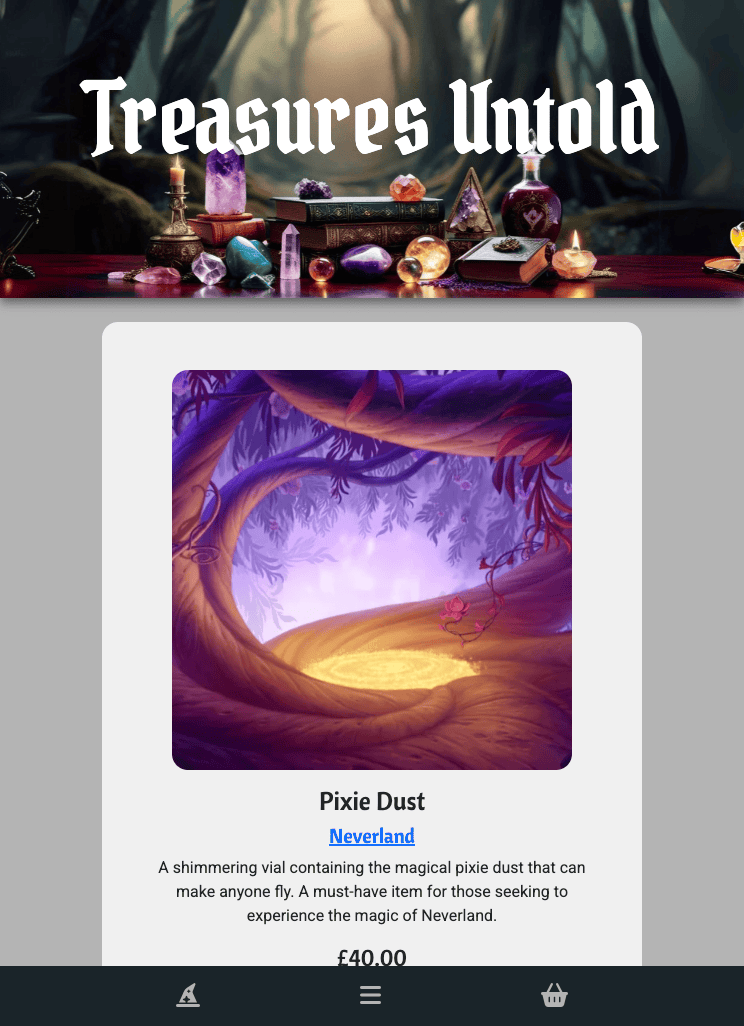 Treasures Untold
Pixie Dust
Neverland
A shimmering vial containing the magical pixie dust that can
make anyone fly. A must-have item for those seeking to
experience the magic of Neverland.
£40.00